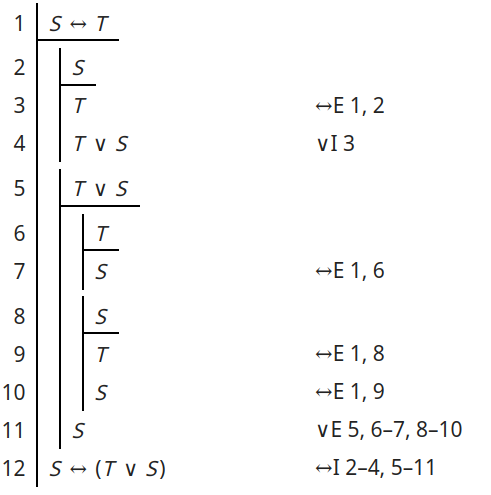 1 S ↔ T
2 S
3 T ↔E 1, 2
4 T ∨ S ∨I 3
5 T ∨ S
6 T
7 S ↔E 1, 6
8 S
9 T ↔E 1, 8
10 S ↔E 1, 9
11 S ∨E 5, 6–7, 8–10
12 S ↔ (T ∨ S) ↔I 2–4, 5–11